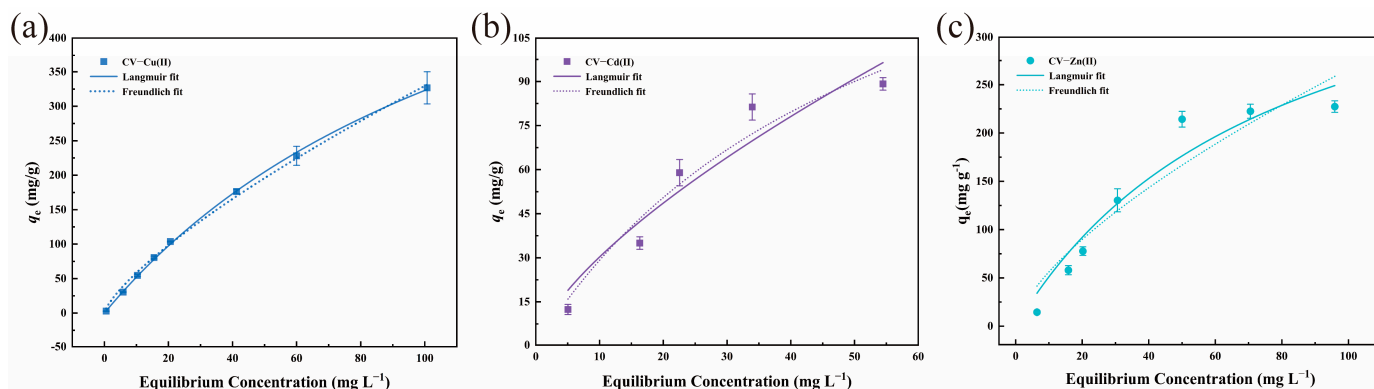 (a)
400
350
300
250
200
150
100
50
0
-50
qe (mg/g)
CV−Cu(II)
Langmuir fit
Freundlich fit
0 20 40 60 80 100
Equilibrium Concentration (mg L⁻¹)
(b)
105
90
75
60
45
30
15
0
qe (mg/g)
CV−Cd(II)
Langmuir fit
Freundlich fit
0 10 20 30 40 50 60
Equilibrium Concentration (mg L⁻¹)
(c)
300
250
200
150
100
50
0
qe(mg g⁻¹)
CV−Zn(II)
Langmuir fit
Freundlich fit
0 20 40 60 80 100
Equilibrium Concentration (mg L⁻¹)